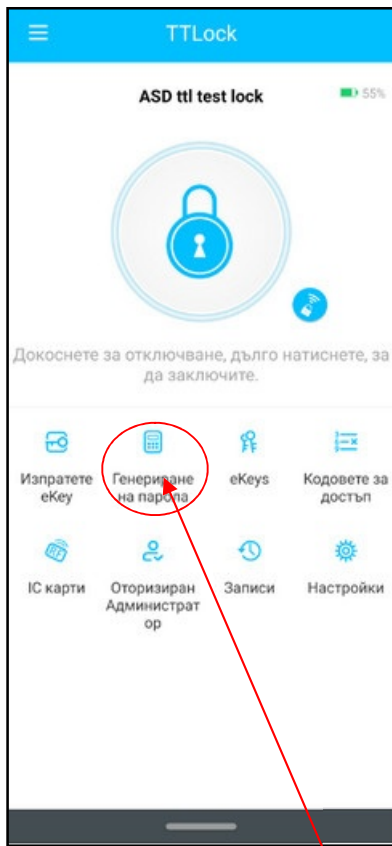 TTLock
ASD ttl test lock
55%
Докоснете за отключване, дълго натиснете, за
да заключите.
Изпратете
eKey
Генериране
на парола
eKeys
Кодовете за
достъп
IC карти
Оторизиран
Администрат
ор
Записи
Настройки